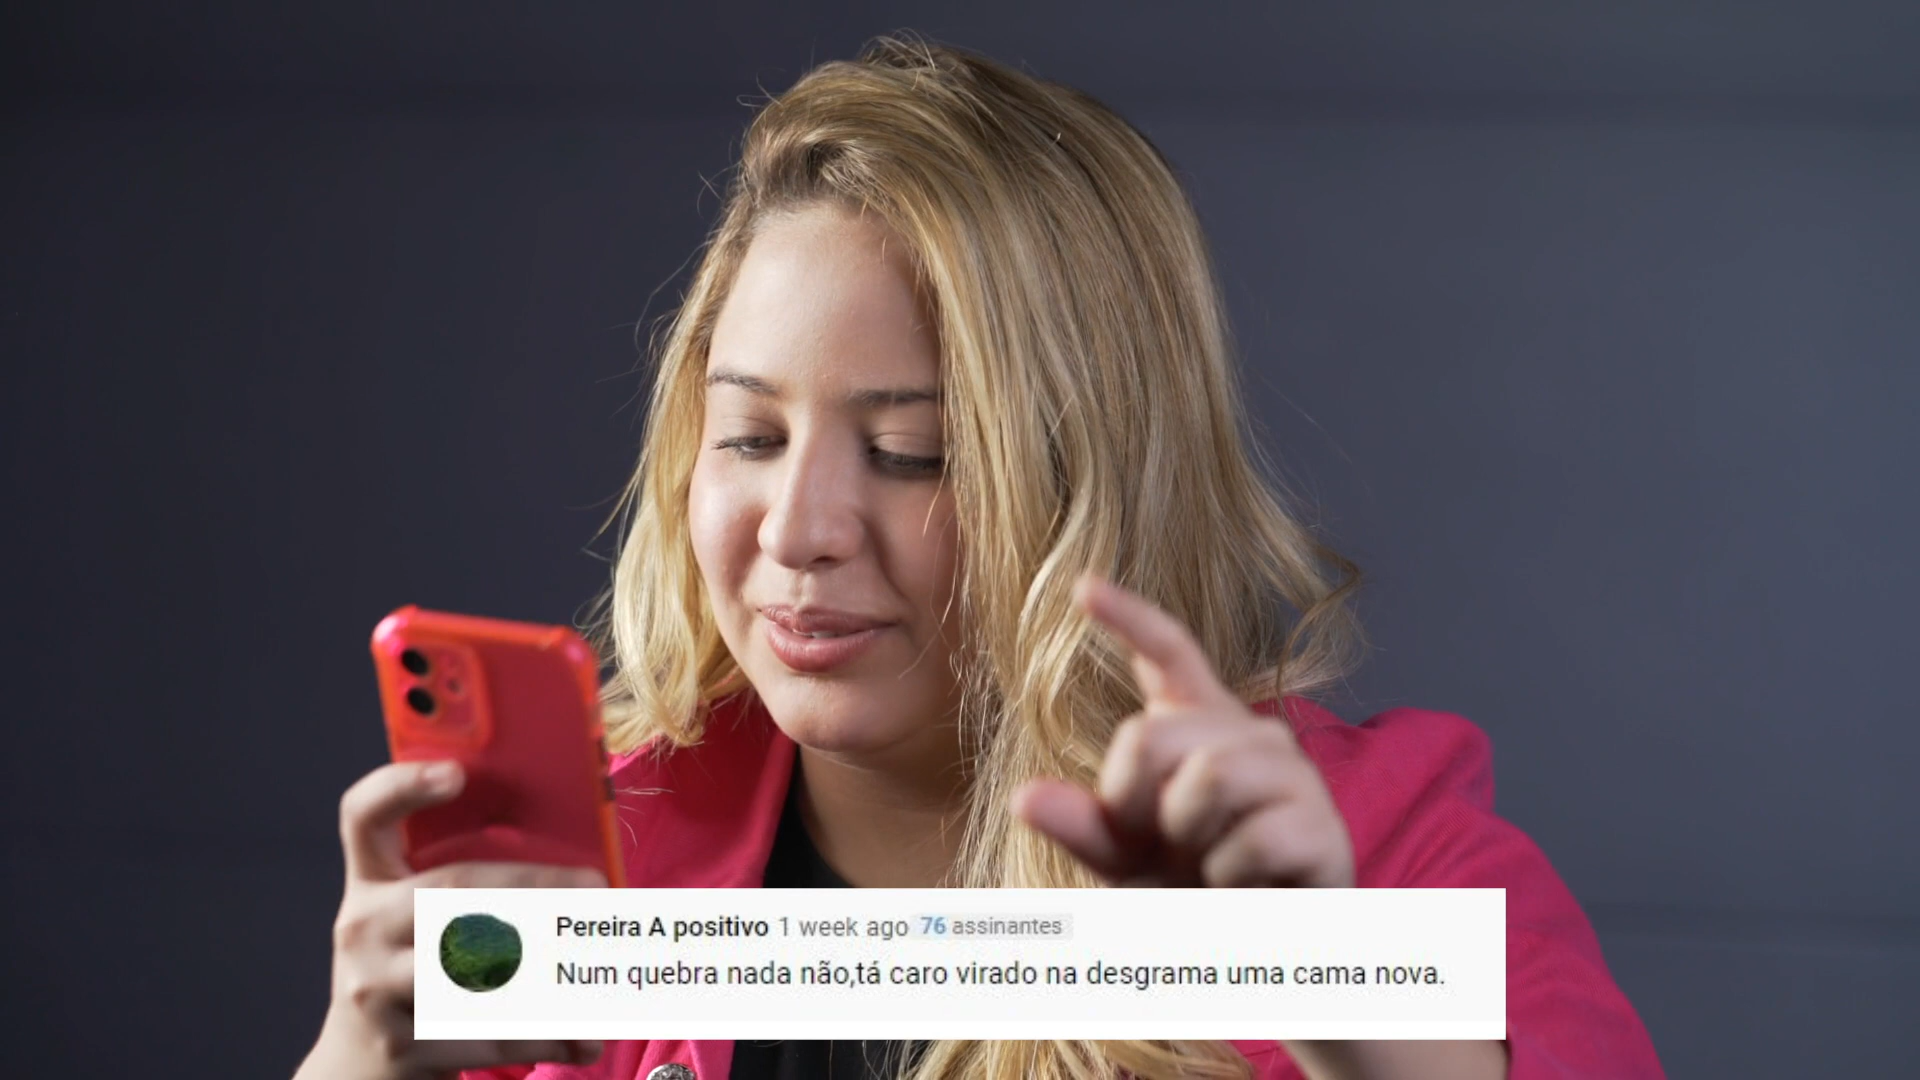 Pereira A positivo 1 week ago 76 assinantes
Num quebra nada não,tá caro virado na desgrama uma cama nova.